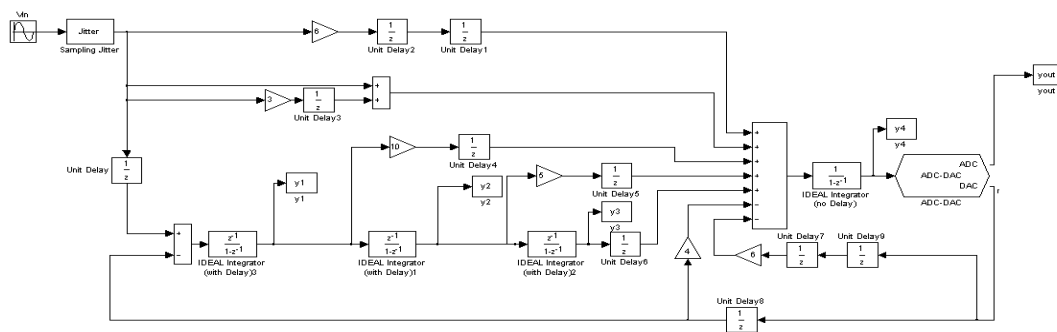 Vin
Jitter
Sampling Jitter
6
1
z
Unit Delay2
1
z
Unit Delay1
3
1
z
Unit Delay3
+
+
Unit Delay
1
z
10
1
z
Unit Delay4
5
1
z
Unit Delay5
y1
y1
y2
y2
y3
y3
+
-
z-1
1-z-1
IDEAL Integrator
(with Delay)3
z-1
1-z-1
IDEAL Integrator
(with Delay)1
z-1
1-z-1
IDEAL Integrator
(with Delay)2
1
z
Unit Delay6
+
+
+
+
+
-
-
1
1-z-1
IDEAL Integrator
(no Delay)
y4
y4
ADC
ADC-DAC
DAC
ADC-DAC
r
yout
yout
4
6
Unit Delay7
1
z
Unit Delay9
1
z
Unit Delay8
1
z